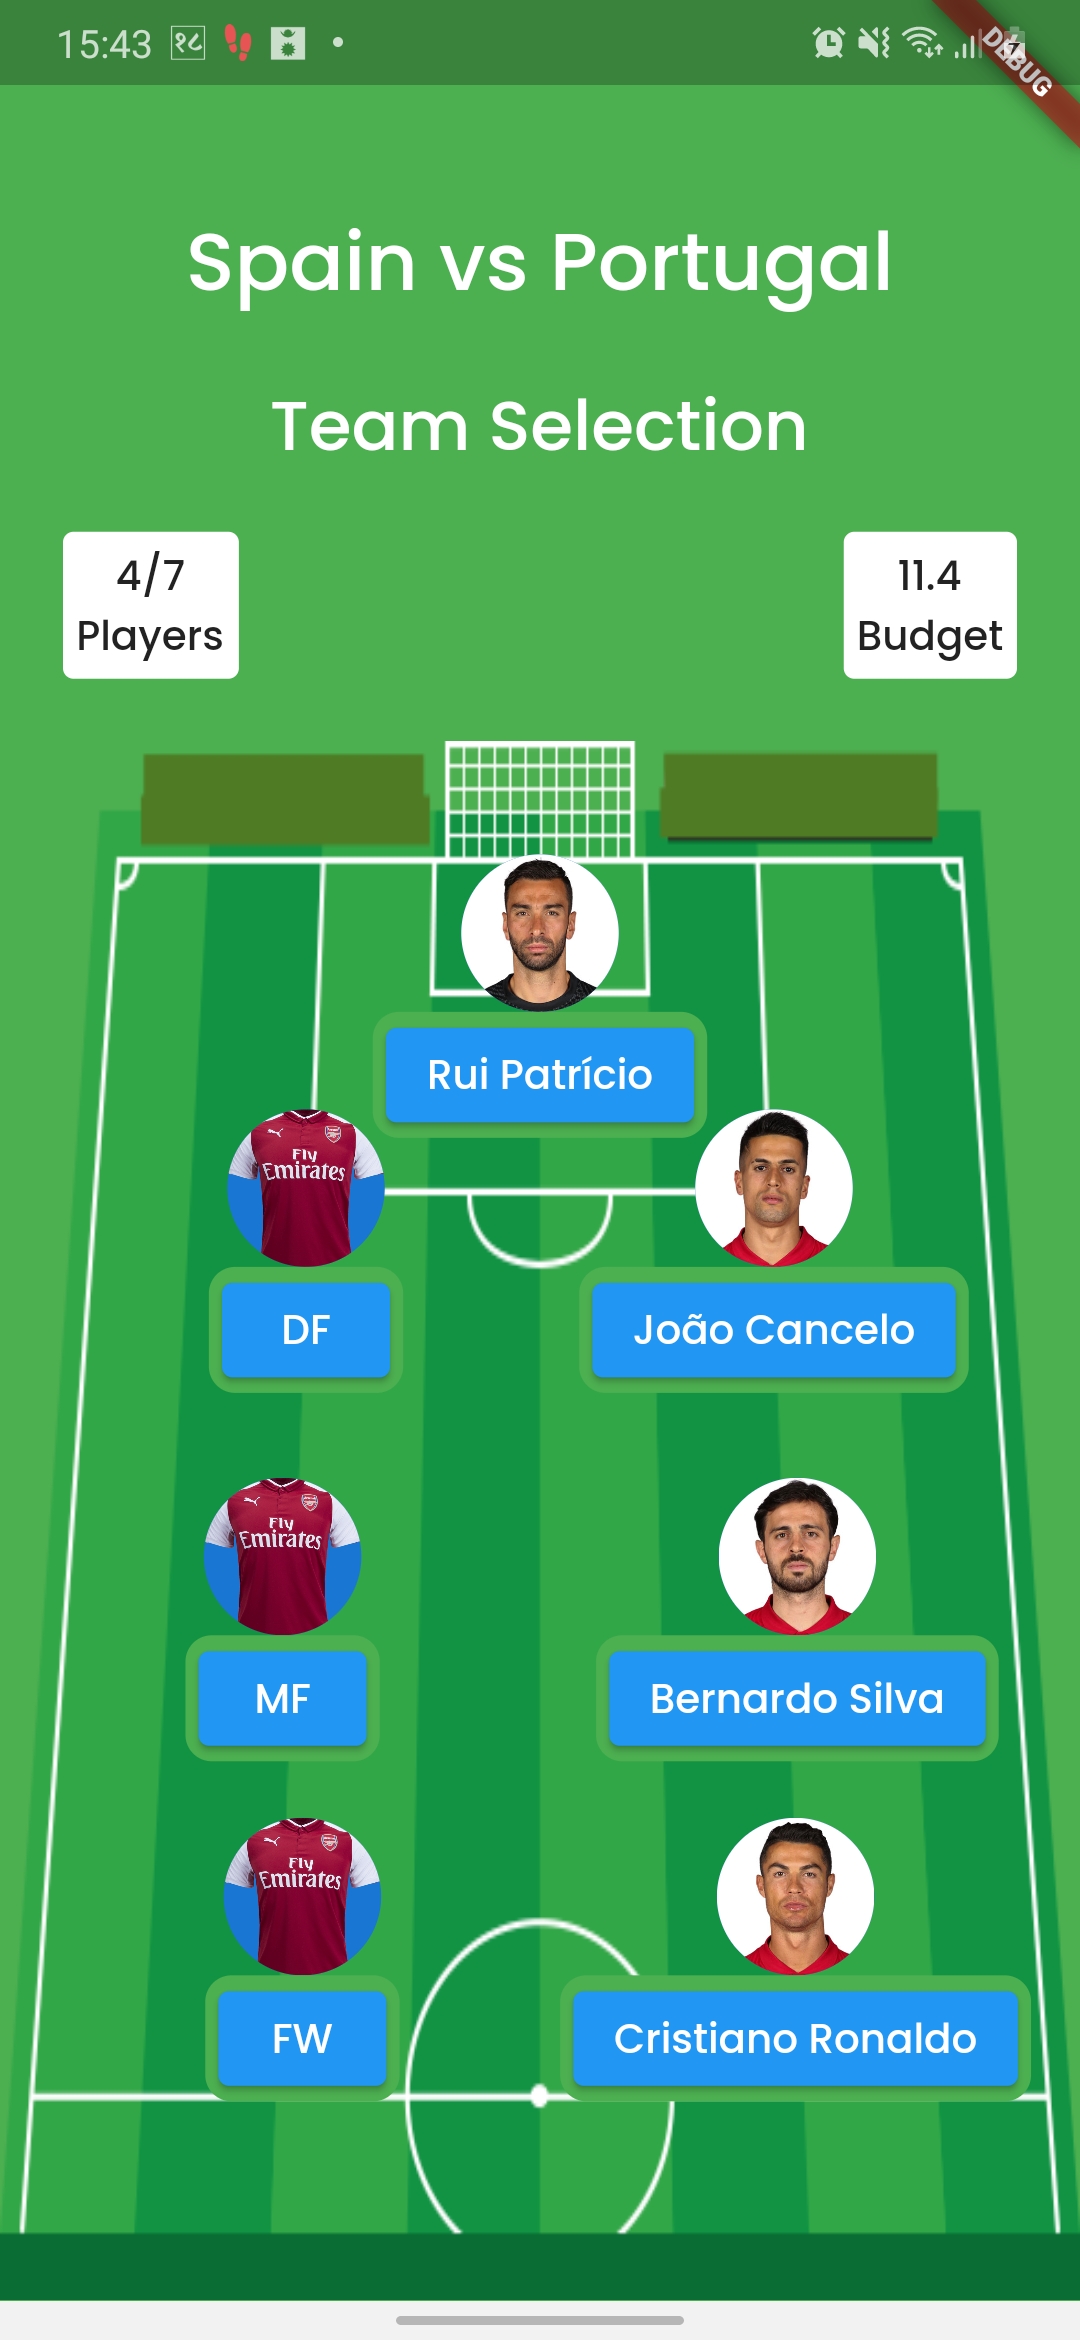 15:43 १८
DEBUG
Spain vs Portugal
Team Selection
4/7
Players
11.4
Budget
Rui Patrício
Fly
Emirates
DF
João Cancelo
Fly
Emirates
MF
Bernardo Silva
Fly
Emirates
FW
Cristiano Ronaldo